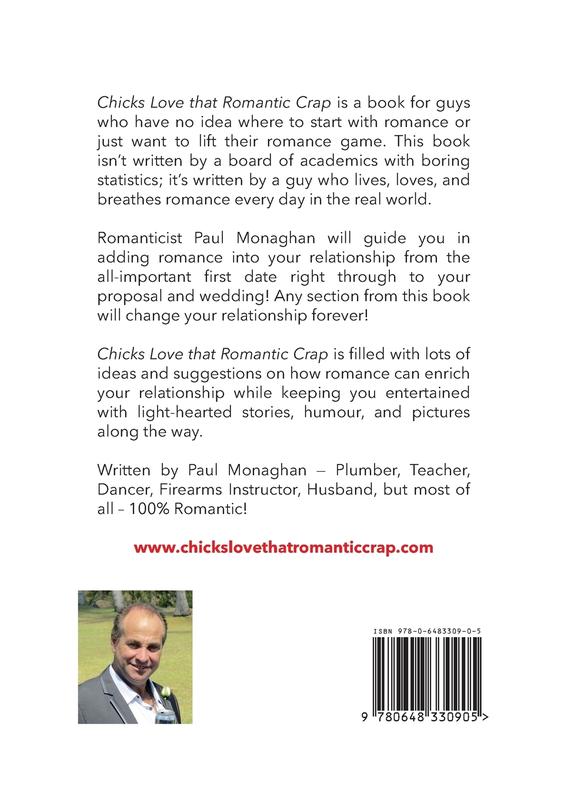 Chicks Love that Romantic Crap is a book for guys
who have no idea where to start with romance or
just want to lift their romance game. This book
isn't written by a board of academics with boring
statistics; it's written by a guy who lives, loves, and
breathes romance every day in the real world.
Romanticist Paul Monaghan will guide you in
adding romance into your relationship from the
all-important first date right through to your
proposal and wedding! Any section from this book
will change your relationship forever!
Chicks Love that Romantic Crap is filled with lots of
ideas and suggestions on how romance can enrich
your relationship while keeping you entertained
with light-hearted stories, humour, and pictures
along the way.
Written by Paul Monaghan – Plumber, Teacher,
Dancer, Firearms Instructor, Husband, but most of
all – 100% Romantic!
www.chickslovethatromanticcrap.com
ISBN 978-0-6483309-0-5
9 780648 330905 >